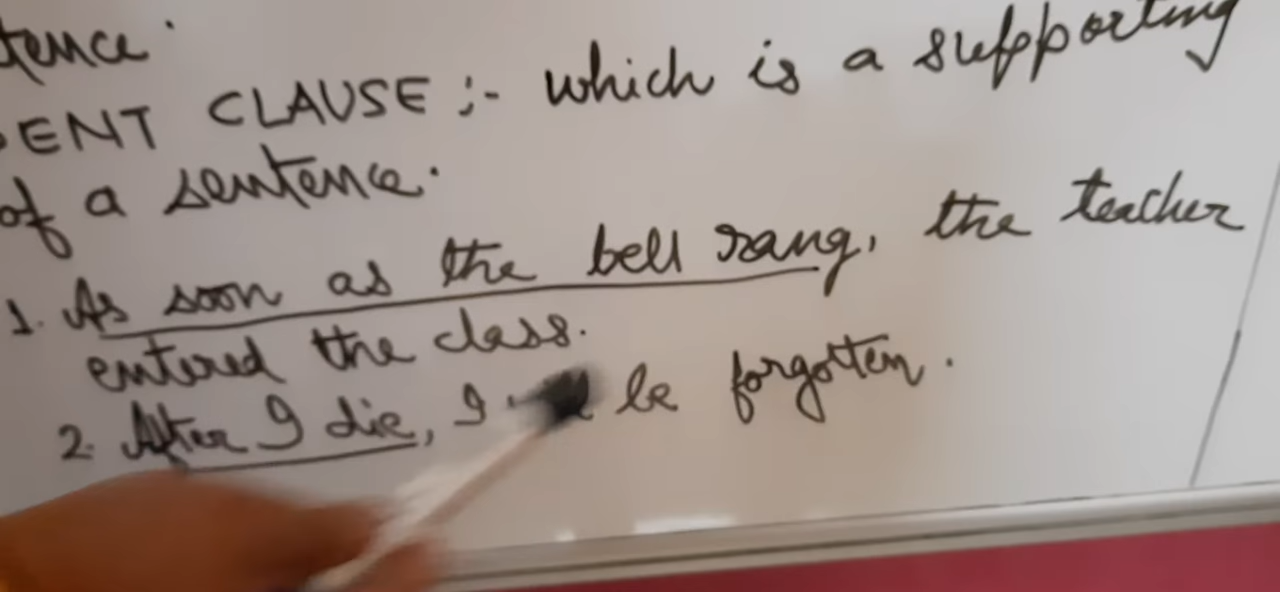 tence.
DENT CLAUSE :- which is a supporting
of a sentence.
1. As soon as the bell rang, the teacher
entered the class.
2. After I die, I be forgotten.